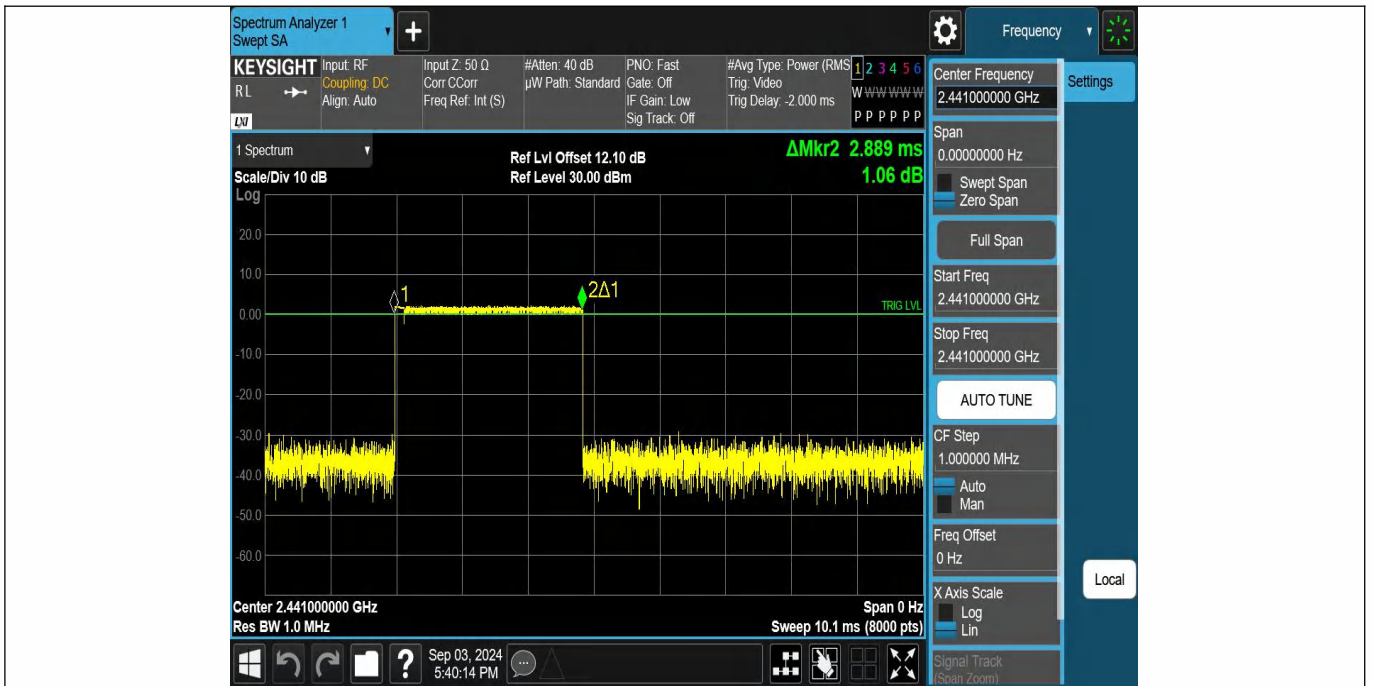 Spectrum Analyzer 1
Swept SA
Frequency
KEYSIGHT
RL
LXI
Input: RF
Coupling: DC
Align: Auto
Input Z: 50 Ω
Corr CCorr
Freq Ref: Int (S)
#Atten: 40 dB
µW Path: Standard
PNO: Fast
Gate: Off
IF Gain: Low
Sig Track: Off
#Avg Type: Power (RMS
Trig: Video
Trig Delay: -2.000 ms
1 2 3 4 5 6
W W W W W W
P P P P P P
1 Spectrum
Scale/Div 10 dB
Ref Lvl Offset 12.10 dB
Ref Level 30.00 dBm
ΔMkr2 2.889 ms
1.06 dB
Log
20.0
10.0
0.00
-10.0
-20.0
-30.0
-40.0
-50.0
-60.0
1
2Δ1
TRIG LVL
Center 2.441000000 GHz
Res BW 1.0 MHz
Span 0 Hz
Sweep 10.1 ms (8000 pts)
Sep 03, 2024
5:40:14 PM
Center Frequency
2.441000000 GHz
Settings
Span
0.00000000 Hz
Swept Span
Zero Span
Full Span
Start Freq
2.441000000 GHz
Stop Freq
2.441000000 GHz
AUTO TUNE
CF Step
1.000000 MHz
Auto
Man
Freq Offset
0 Hz
X Axis Scale
Log
Lin
Signal Track
(Span Zoom)
Local